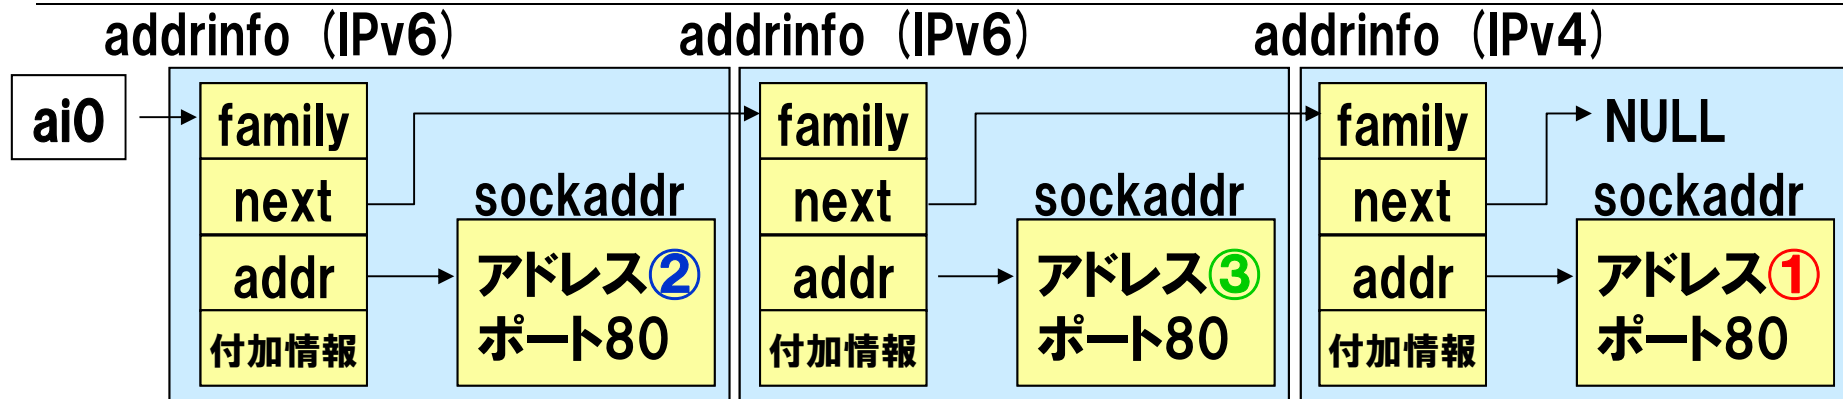 addrinfo (IPv6)
addrinfo (IPv6)
addrinfo (IPv4)
ai0
family
next
addr
付加情報
sockaddr
アドレス②
ポート80
family
next
addr
付加情報
sockaddr
アドレス③
ポート80
family
next
addr
付加情報
NULL
sockaddr
アドレス①
ポート80